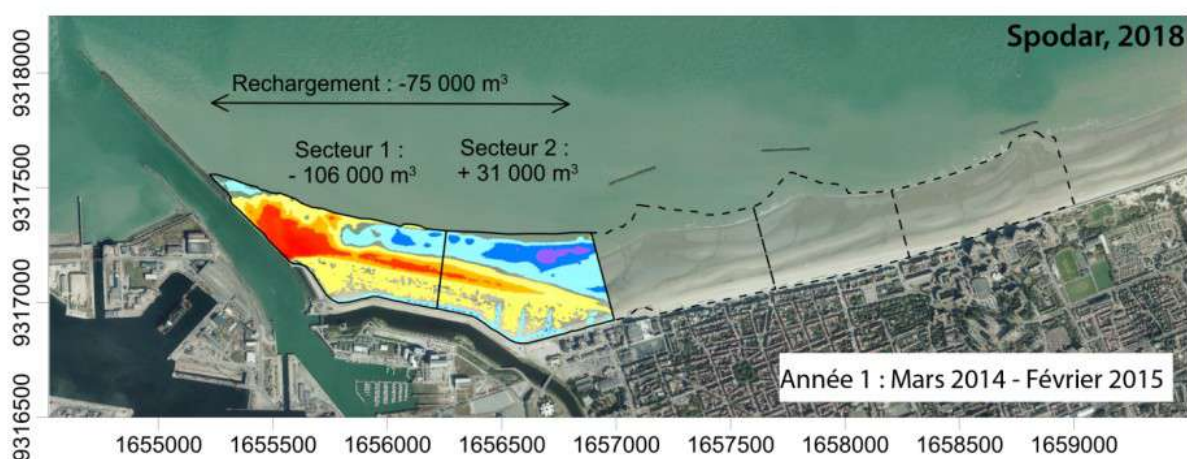 Spodar, 2018
Rechargement : -75 000 m³
Secteur 1 :
- 106 000 m³
Secteur 2 :
+ 31 000 m³
Année 1 : Mars 2014 - Février 2015
9318000
9317500
9317000
9316500
1655000 1655500 1656000 1656500 1657000 1657500 1658000 1658500 1659000